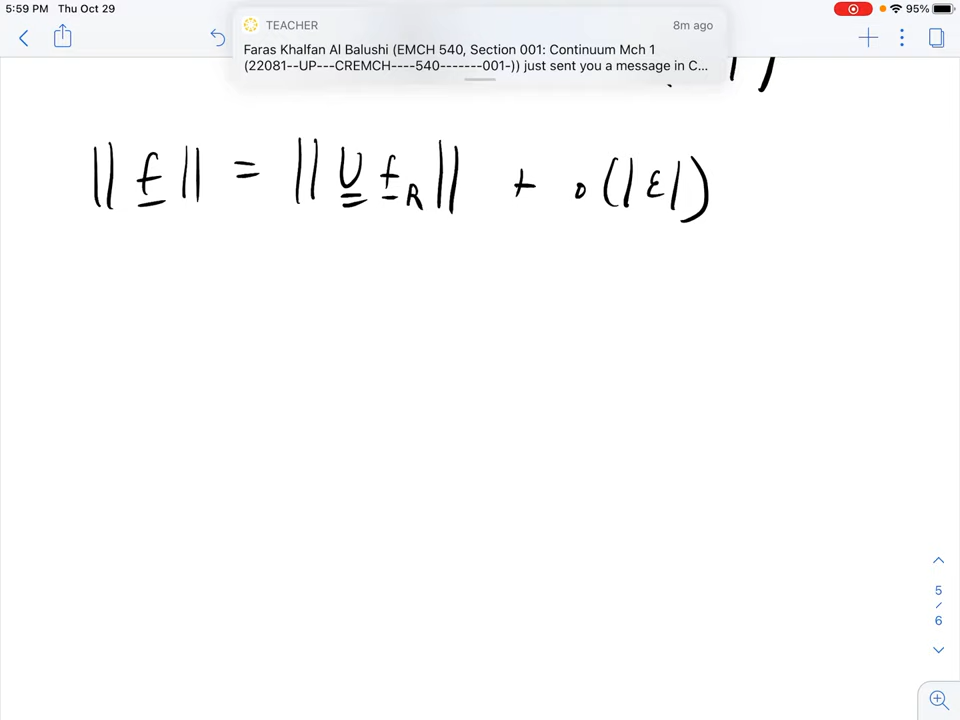 5:59 PM Thu Oct 29
95%
TEACHER
8m ago
Faras Khalfan Al Balushi (EMCH 540, Section 001: Continuum Mch 1
(22081--UP---CREMCH----540-------001-)) just sent you a message in C...
|| f || = || U f_R || + o(|ε|)
5
/
6